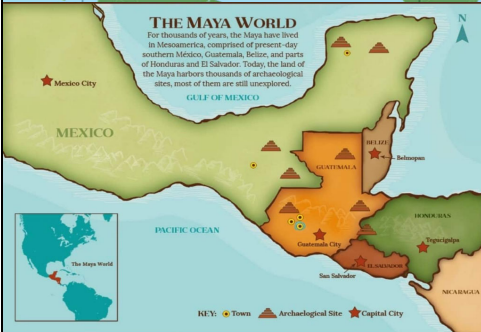 THE MAYA WORLD
For thousands of years, the Maya have lived
in Mesoamerica, comprised of present-day
southern México, Guatemala, Belize, and parts
of Honduras and El Salvador. Today, the land of
the Maya harbors thousands of archaeological
sites, most of them are still unexplored.
N
Mexico City
GULF OF MEXICO
MEXICO
BELIZE
Belmopan
GUATEMALA
HONDURAS
PACIFIC OCEAN
Guatemala City
Tegucigalpa
The Maya World
San Salvador
EL SALVADOR
NICARAGUA
KEY: Town Archaelogical Site Capital City